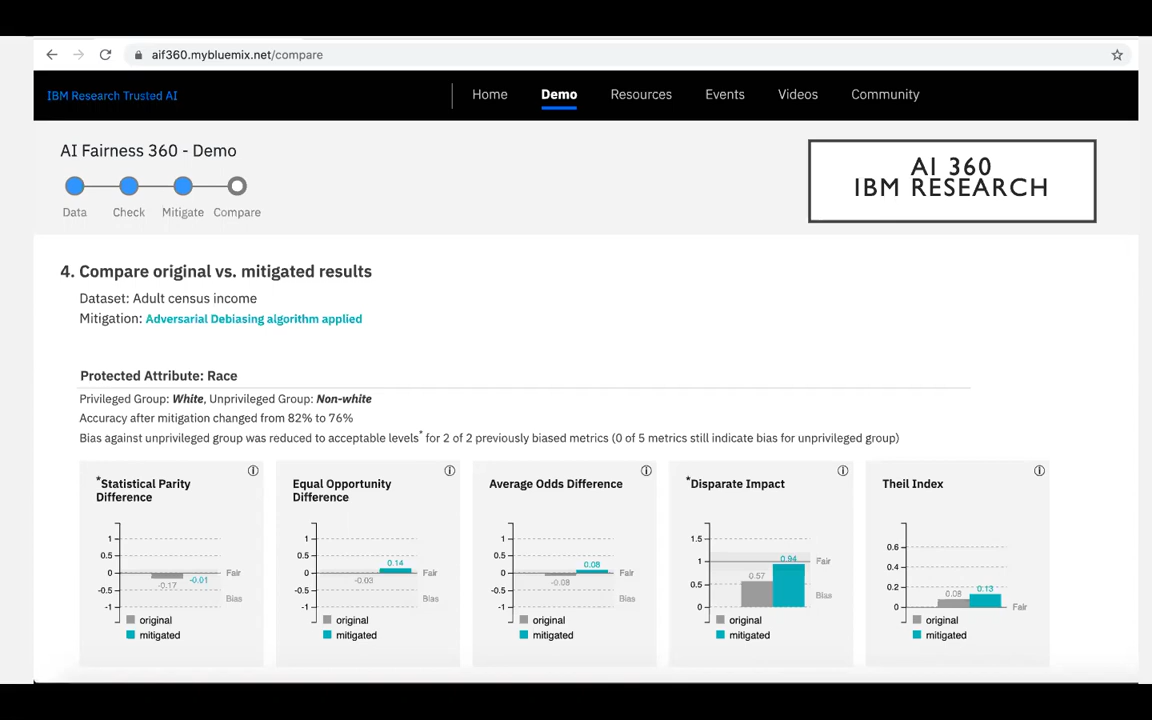 aif360.mybluemix.net/compare
IBM Research Trusted AI
Home Demo Resources Events Videos Community
AI Fairness 360 - Demo
AI 360
IBM RESEARCH
Data Check Mitigate Compare
4. Compare original vs. mitigated results
Dataset: Adult census income
Mitigation: Adversarial Debiasing algorithm applied
Protected Attribute: Race
Privileged Group: White, Unprivileged Group: Non-white
Accuracy after mitigation changed from 82% to 76%
Bias against unprivileged group was reduced to acceptable levels* for 2 of 2 previously biased metrics (0 of 5 metrics still indicate bias for unprivileged group)
*Statistical Parity
Difference
1
0.5
0
-0.5
-1
-0.17
-0.01
Fair
Bias
original
mitigated
Equal Opportunity
Difference
1
0.5
0
-0.5
-1
-0.03
0.14
Fair
Bias
original
mitigated
Average Odds Difference
1
0.5
0
-0.5
-1
-0.08
0.08
Fair
Bias
original
mitigated
*Disparate Impact
1.5
1
0.5
0
0.57
0.94
Fair
Bias
original
mitigated
Theil Index
0.6
0.4
0.2
0
0.08
0.13
Fair
original
mitigated